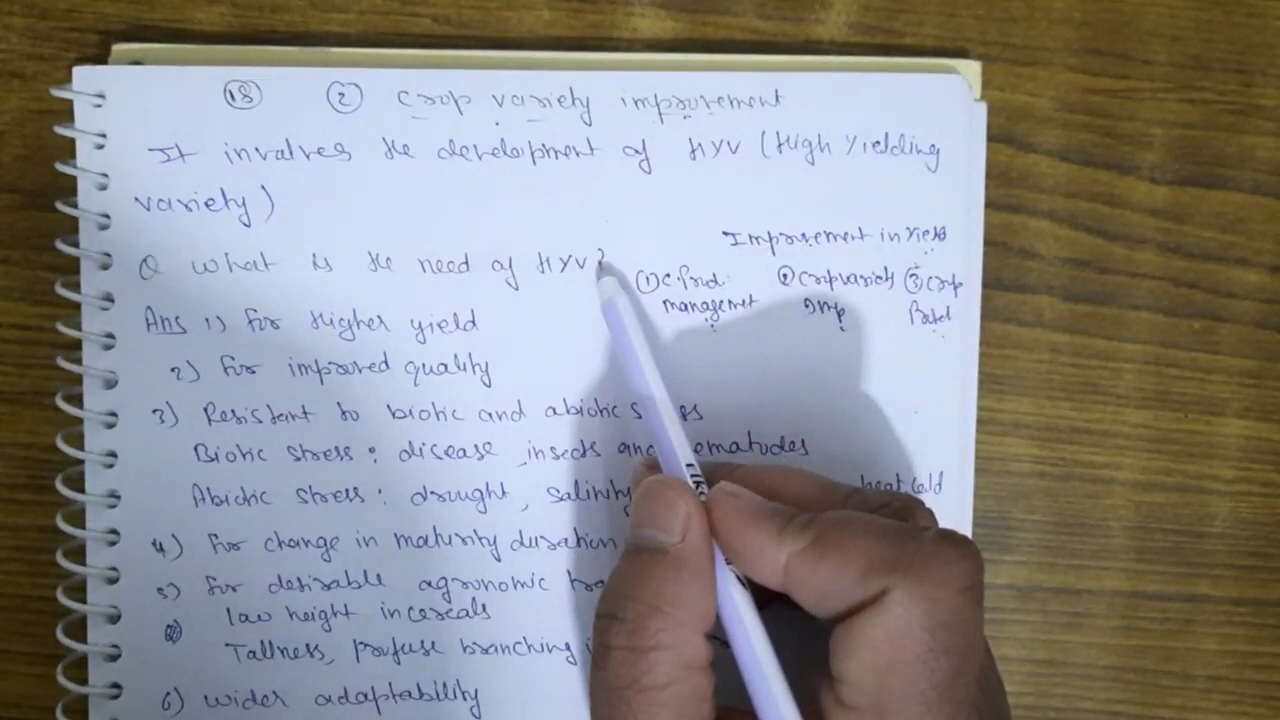 18 2 crop variety improvement
It involves the development of HYV (High Yielding
variety)
Improvement in Yield
Q What is the need of HYV?
(1) C. Prod. (2) Crop variety (3) Crop
management Imp
Ans 1) For Higher yield
2) For improved quality
3) Resistant to biotic and abiotic
Biotic stress : disease, insects and nematodes
Abiotic stress : drought, salinity heat, cold
4) For change in maturity duration
5) For desirable agronomic
low height in cereals
Tallness, profuse branching
6) Wider adaptability